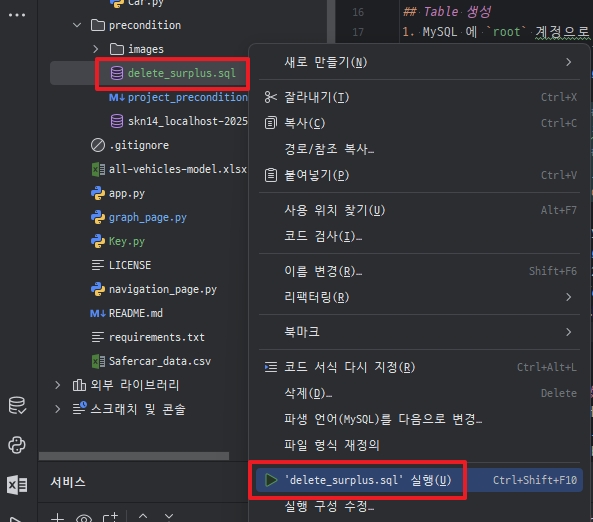 Car.py
precondition
images
delete_surplus.sql
project_precondition
skn14_localhost-2025
.gitignore
all-vehicles-model.xlsx
app.py
graph_page.py
Key.py
LICENSE
navigation_page.py
README.md
requirements.txt
Safercar_data.csv
외부 라이브러리
스크래치 및 콘솔
서비스
16 ## Table 생성
17 1. MySQL 에 `root` 계정으로
새로 만들기(N)
잘라내기(T) Ctrl+X
복사(C) Ctrl+C
경로/참조 복사…
붙여넣기(P) Ctrl+V
사용 위치 찾기(U) Alt+F7
코드 검사(I)…
이름 변경(R)… Shift+F6
리팩터링(R)
북마크
코드 서식 다시 지정(R) Ctrl+Alt+L
삭제(D)… Delete
파생 언어(MySQL)를 다음으로 변경…
파일 형식 재정의
'delete_surplus.sql' 실행(U) Ctrl+Shift+F10
실행 구성 수정…